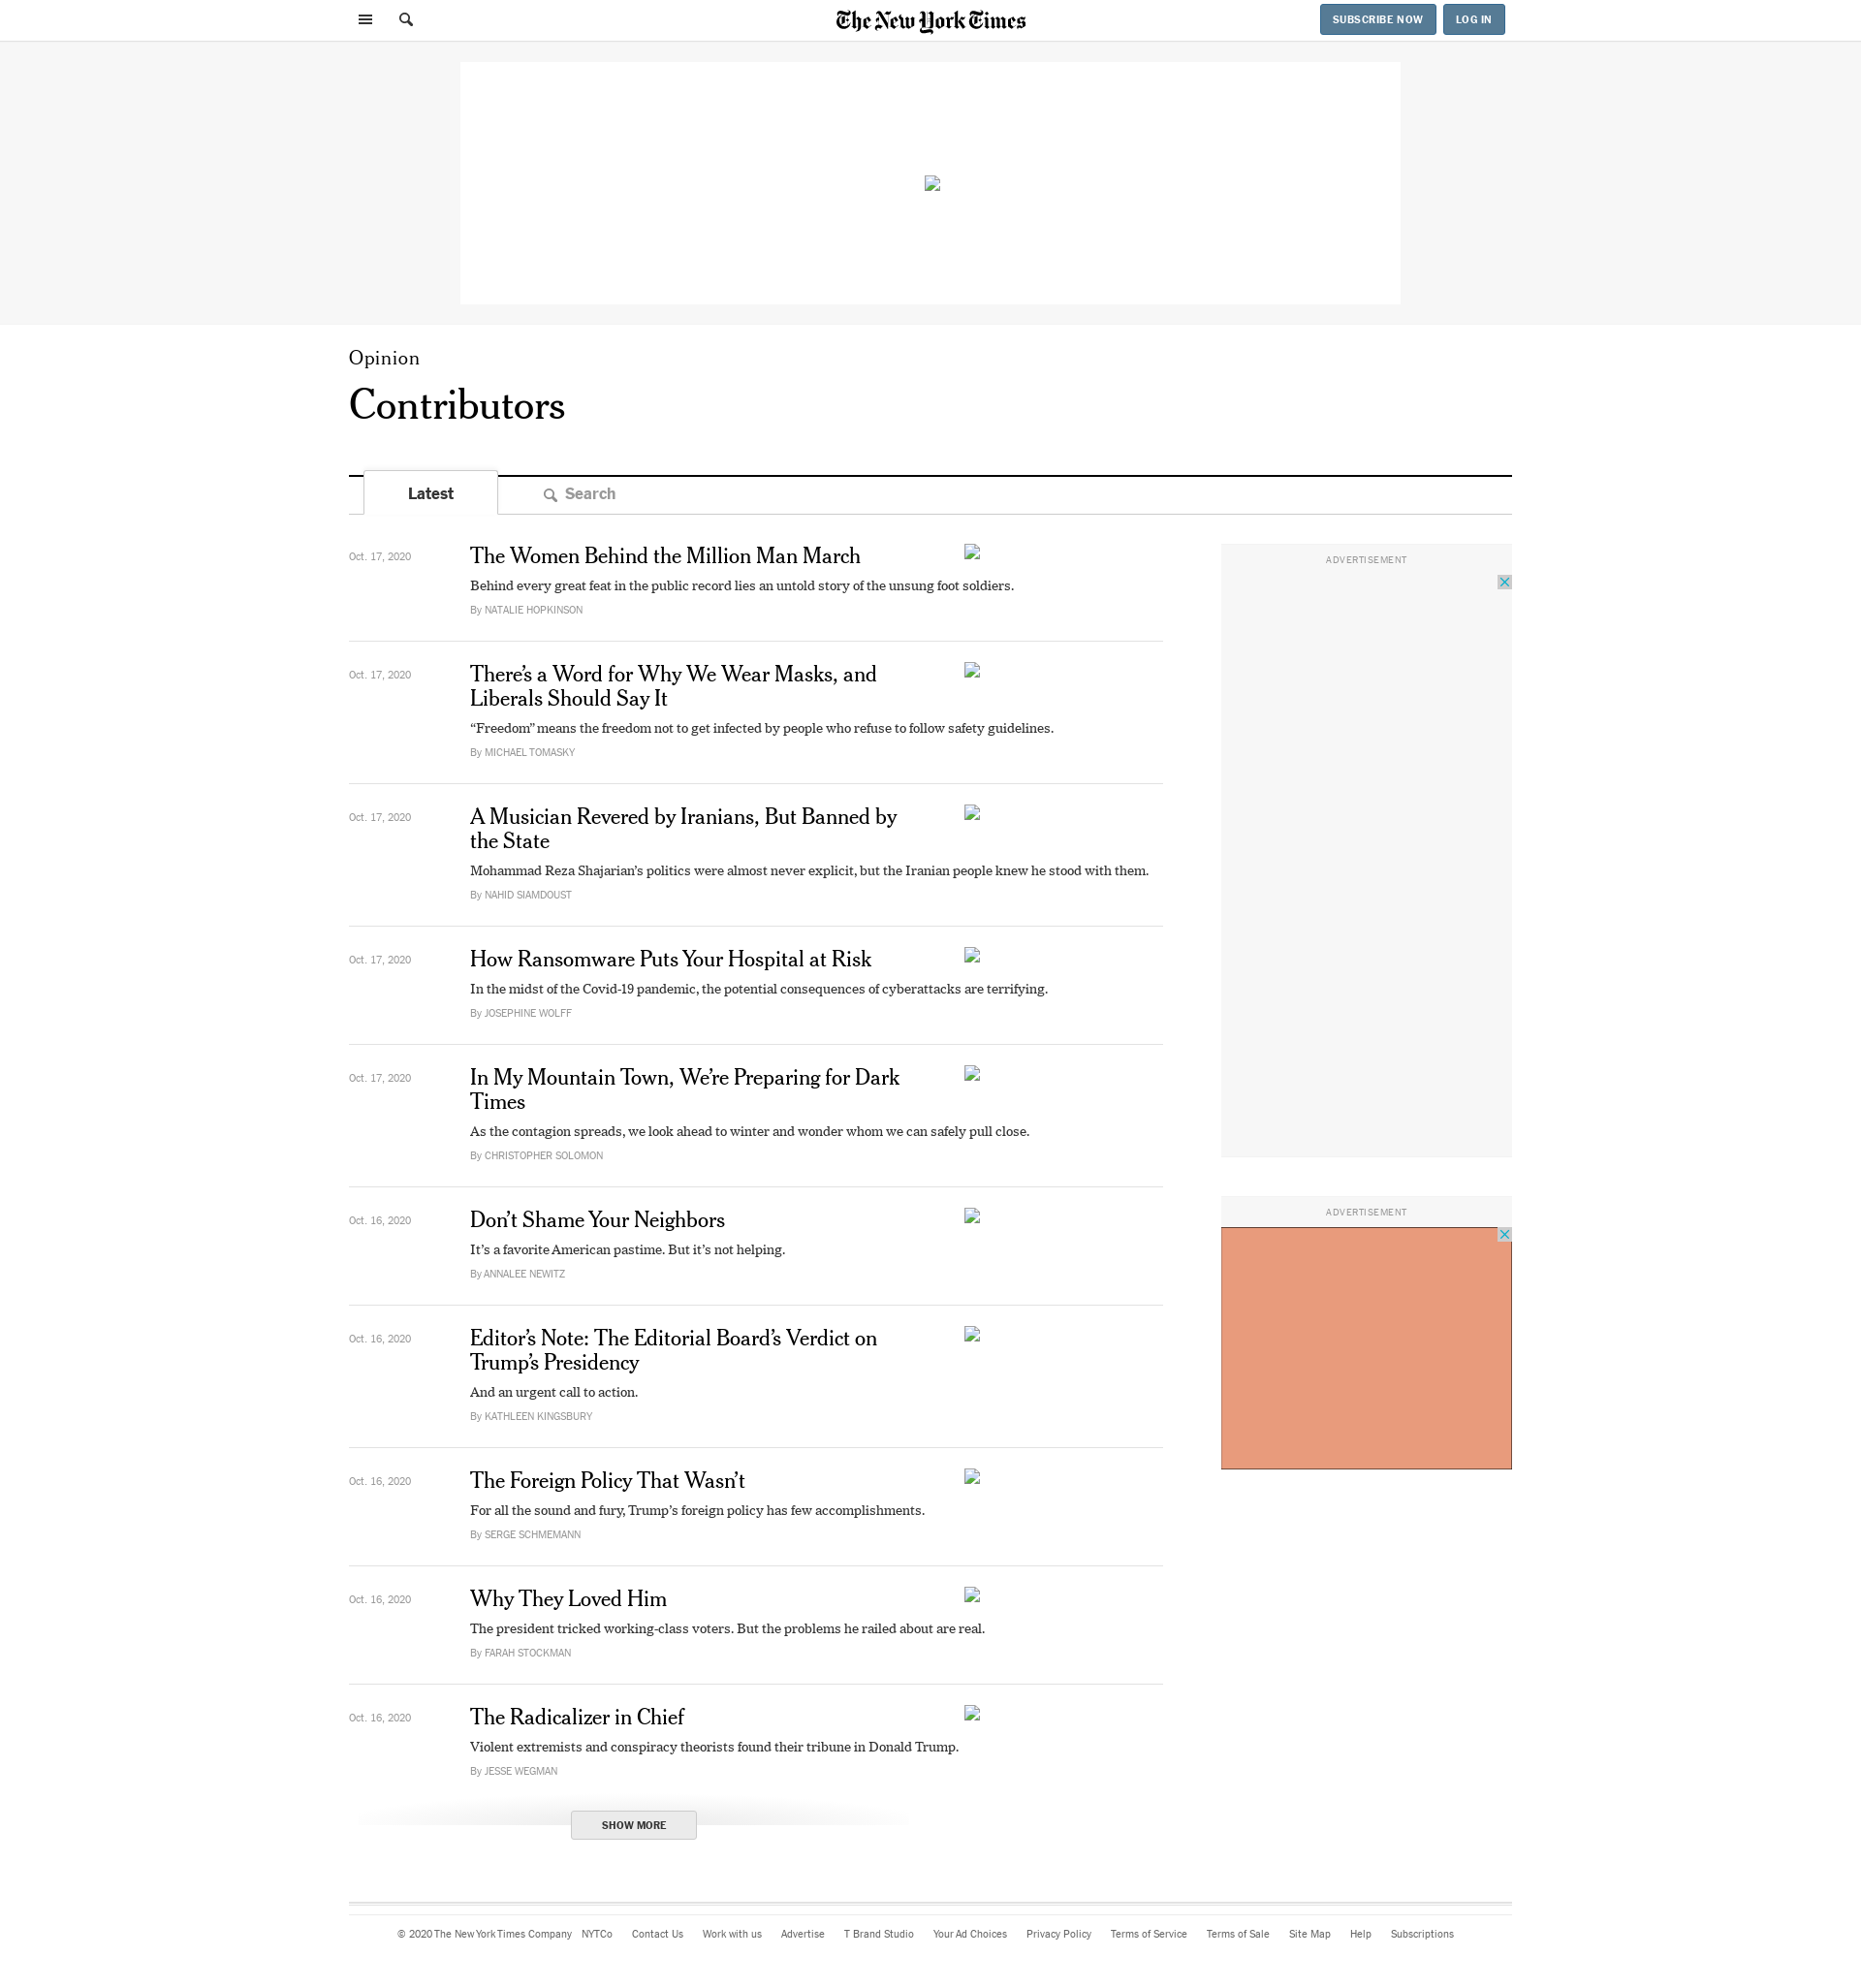 The New York Times
SUBSCRIBE NOW
LOG IN
Opinion
Contributors
Latest
Search
Oct. 17, 2020
The Women Behind the Million Man March
Behind every great feat in the public record lies an untold story of the unsung foot soldiers.
By NATALIE HOPKINSON
Oct. 17, 2020
There’s a Word for Why We Wear Masks, and
Liberals Should Say It
“Freedom” means the freedom not to get infected by people who refuse to follow safety guidelines.
By MICHAEL TOMASKY
Oct. 17, 2020
A Musician Revered by Iranians, But Banned by
the State
Mohammad Reza Shajarian’s politics were almost never explicit, but the Iranian people knew he stood with them.
By NAHID SIAMDOUST
Oct. 17, 2020
How Ransomware Puts Your Hospital at Risk
In the midst of the Covid-19 pandemic, the potential consequences of cyberattacks are terrifying.
By JOSEPHINE WOLFF
Oct. 17, 2020
In My Mountain Town, We’re Preparing for Dark
Times
As the contagion spreads, we look ahead to winter and wonder whom we can safely pull close.
By CHRISTOPHER SOLOMON
Oct. 16, 2020
Don’t Shame Your Neighbors
It’s a favorite American pastime. But it’s not helping.
By ANNALEE NEWITZ
Oct. 16, 2020
Editor’s Note: The Editorial Board’s Verdict on
Trump’s Presidency
And an urgent call to action.
By KATHLEEN KINGSBURY
Oct. 16, 2020
The Foreign Policy That Wasn’t
For all the sound and fury, Trump’s foreign policy has few accomplishments.
By SERGE SCHMEMANN
Oct. 16, 2020
Why They Loved Him
The president tricked working-class voters. But the problems he railed about are real.
By FARAH STOCKMAN
Oct. 16, 2020
The Radicalizer in Chief
Violent extremists and conspiracy theorists found their tribune in Donald Trump.
By JESSE WEGMAN
SHOW MORE
ADVERTISEMENT
ADVERTISEMENT
© 2020 The New York Times Company NYTCo Contact Us Work with us Advertise T Brand Studio Your Ad Choices Privacy Policy Terms of Service Terms of Sale Site Map Help Subscriptions